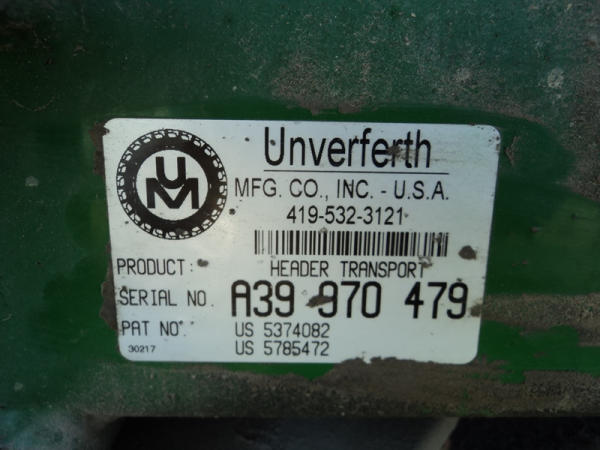 UM
Unverferth
MFG. CO., INC. - U.S.A.
419-532-3121
PRODUCT: HEADER TRANSPORT
SERIAL NO. A39 970 479
PAT NO. US 5374082
US 5785472
30217